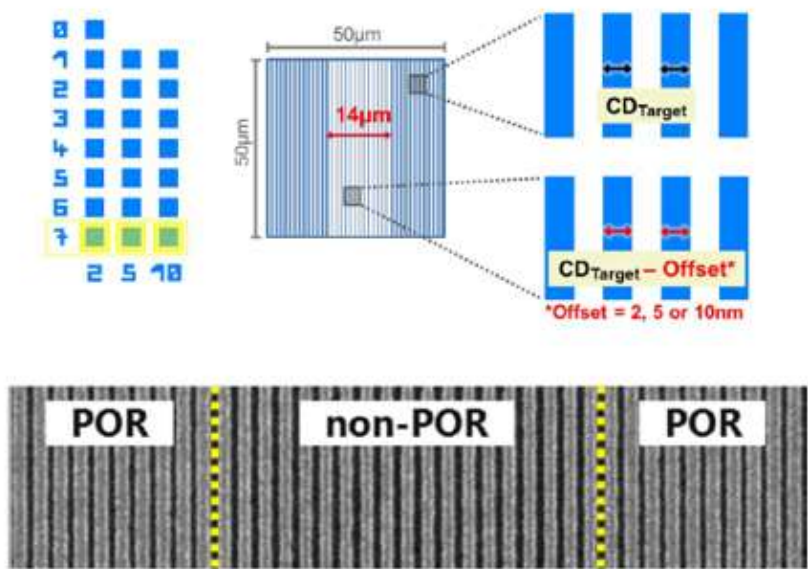 0
1
2
3
4
5
6
7
2 5 10
50µm
50µm
14µm
CDTarget
CDTarget – Offset*
*Offset = 2, 5 or 10nm
POR
non-POR
POR